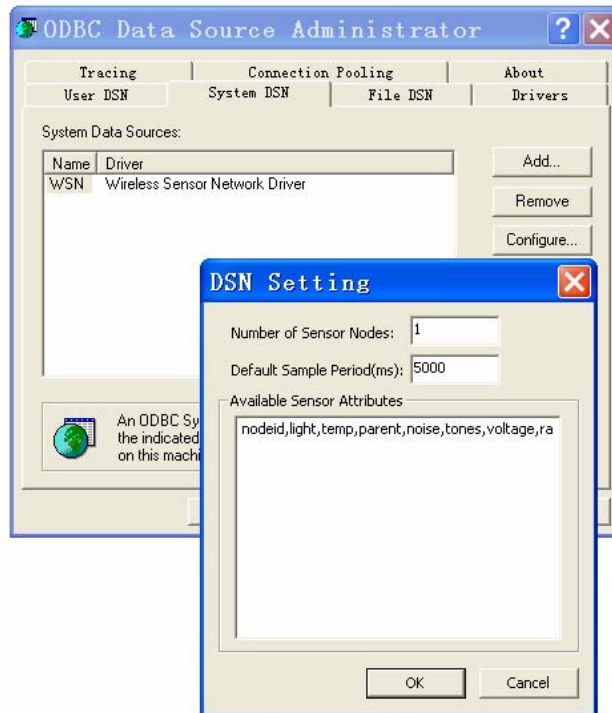 ODBC Data Source Administrator
Tracing Connection Pooling About
User DSN System DSN File DSN Drivers
System Data Sources:
Name Driver
WSN Wireless Sensor Network Driver
Add...
Remove
Configure...
An ODBC Sy
the indicated
on this machi
DSN Setting
Number of Sensor Nodes: 1
Default Sample Period(ms): 5000
Available Sensor Attributes
nodeid,light,temp,parent,noise,tones,voltage,ra
OK Cancel